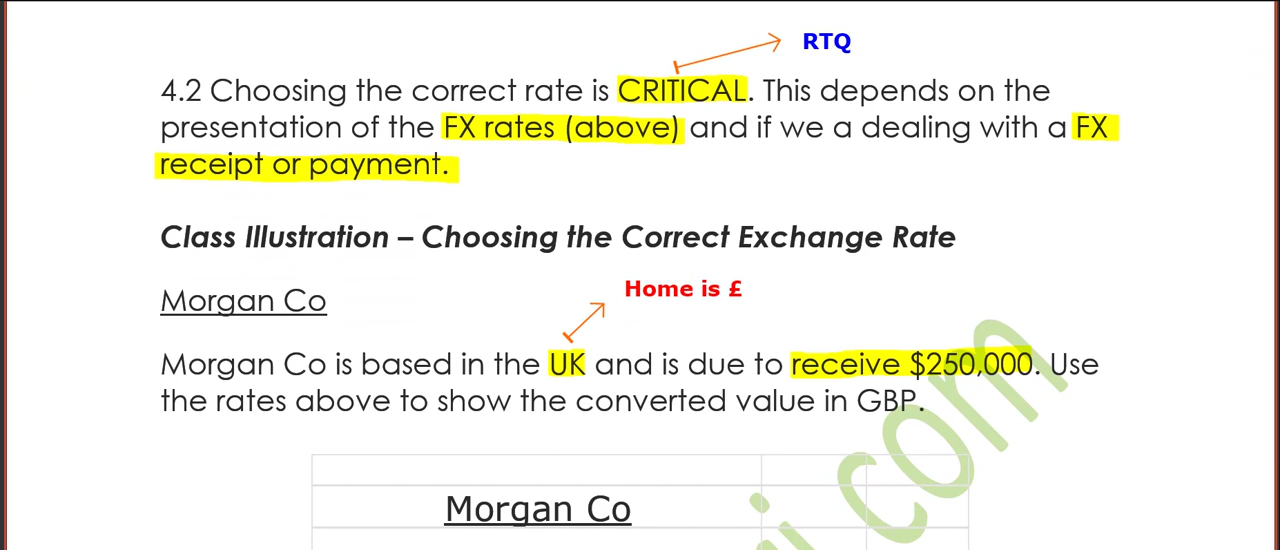 RTQ
4.2 Choosing the correct rate is CRITICAL. This depends on the
presentation of the FX rates (above) and if we a dealing with a FX
receipt or payment.
Class Illustration – Choosing the Correct Exchange Rate
Home is £
Morgan Co
Morgan Co is based in the UK and is due to receive $250,000. Use
the rates above to show the converted value in GBP.
Morgan Co